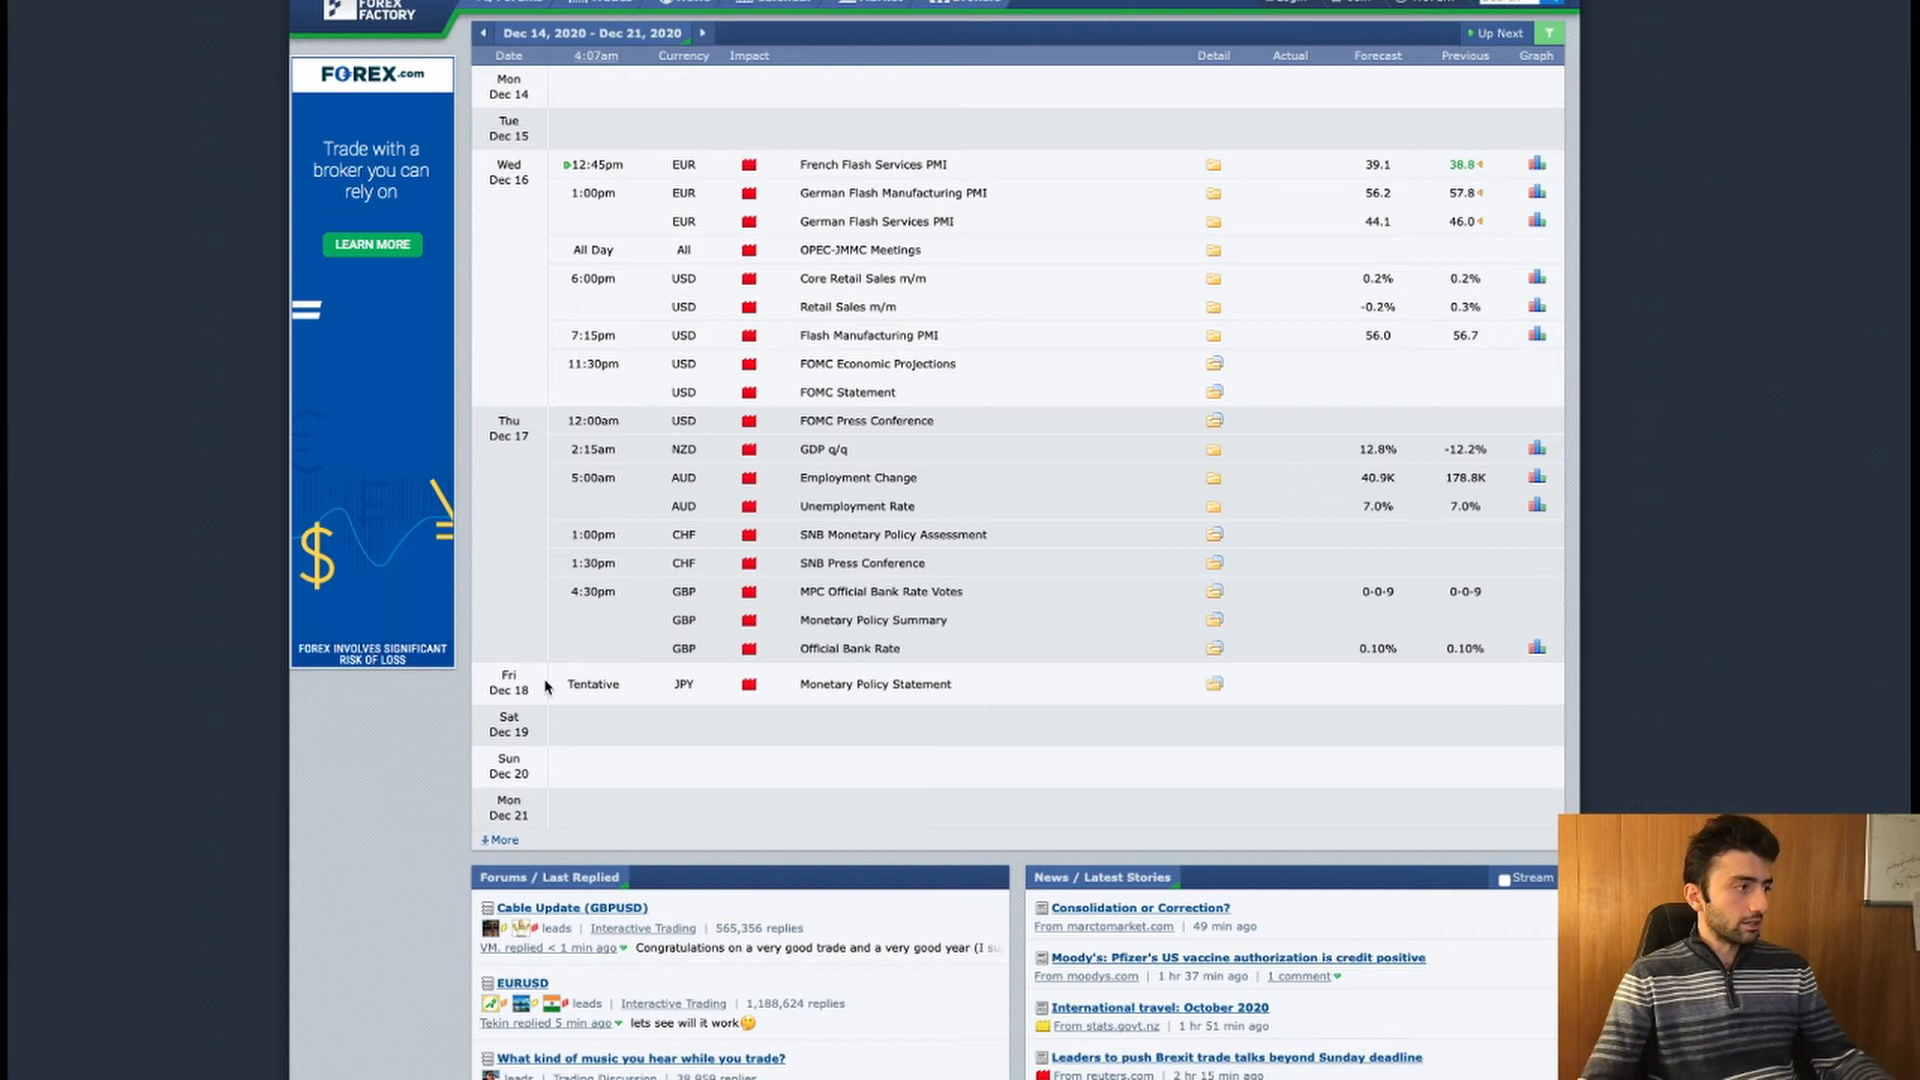 FOREX
FACTORY
Dec 14, 2020 - Dec 21, 2020
Up Next
Date 4:07am Currency Impact Detail Actual Forecast Previous Graph
Mon
Dec 14
Tue
Dec 15
Wed
Dec 16
12:45pm EUR French Flash Services PMI 39.1 38.8
1:00pm EUR German Flash Manufacturing PMI 56.2 57.8
EUR German Flash Services PMI 44.1 46.0
All Day All OPEC-JMMC Meetings
6:00pm USD Core Retail Sales m/m 0.2% 0.2%
USD Retail Sales m/m -0.2% 0.3%
7:15pm USD Flash Manufacturing PMI 56.0 56.7
11:30pm USD FOMC Economic Projections
USD FOMC Statement
Thu
Dec 17
12:00am USD FOMC Press Conference
2:15am NZD GDP q/q 12.8% -12.2%
5:00am AUD Employment Change 40.9K 178.8K
AUD Unemployment Rate 7.0% 7.0%
1:00pm CHF SNB Monetary Policy Assessment
1:30pm CHF SNB Press Conference
4:30pm GBP MPC Official Bank Rate Votes 0-0-9 0-0-9
GBP Monetary Policy Summary
GBP Official Bank Rate 0.10% 0.10%
Fri
Dec 18
Tentative JPY Monetary Policy Statement
Sat
Dec 19
Sun
Dec 20
Mon
Dec 21
More
FOREX.com
Trade with a
broker you can
rely on
LEARN MORE
FOREX INVOLVES SIGNIFICANT
RISK OF LOSS
Forums / Last Replied
Cable Update (GBPUSD)
leads | Interactive Trading | 565,356 replies
VM. replied < 1 min ago Congratulations on a very good trade and a very good year (I
EURUSD
leads | Interactive Trading | 1,188,624 replies
Tekin replied 5 min ago lets see will it work
What kind of music you hear while you trade?
leads | Trading Discussion | 38,959 replies
News / Latest Stories
Stream
Consolidation or Correction?
From marctomarket.com | 49 min ago
Moody's: Pfizer's US vaccine authorization is credit positive
From moodys.com | 1 hr 37 min ago | 1 comment
International travel: October 2020
From stats.govt.nz | 1 hr 51 min ago
Leaders to push Brexit trade talks beyond Sunday deadline
From reuters.com | 2 hr 15 min ago